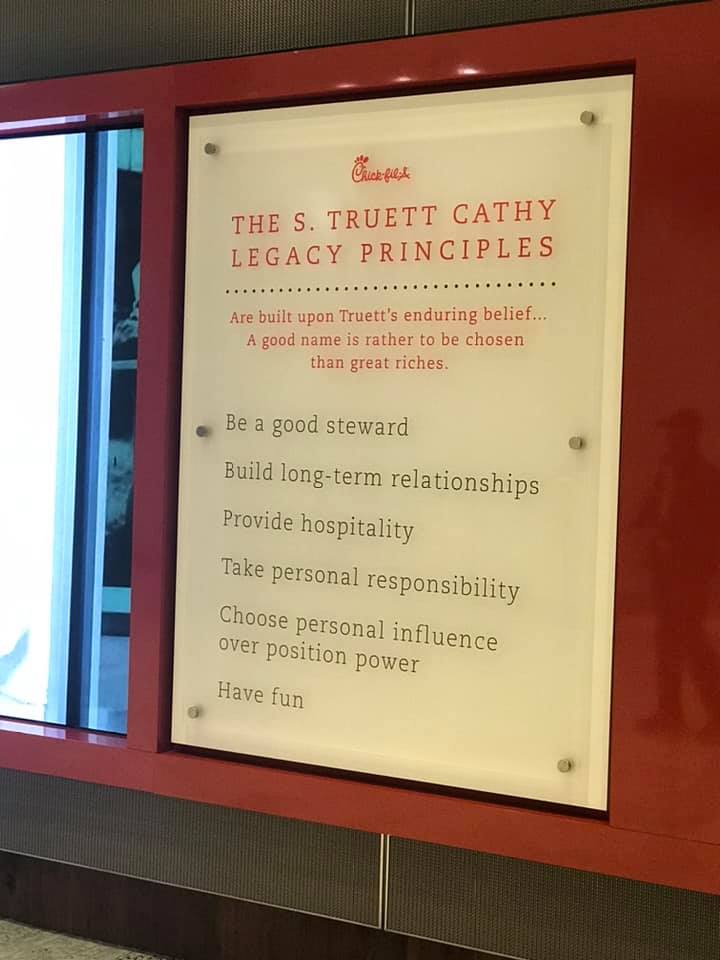 Chick-fil-A
THE S. TRUETT CATHY
LEGACY PRINCIPLES
Are built upon Truett's enduring belief...
A good name is rather to be chosen
than great riches.
Be a good steward
Build long-term relationships
Provide hospitality
Take personal responsibility
Choose personal influence
over position power
Have fun